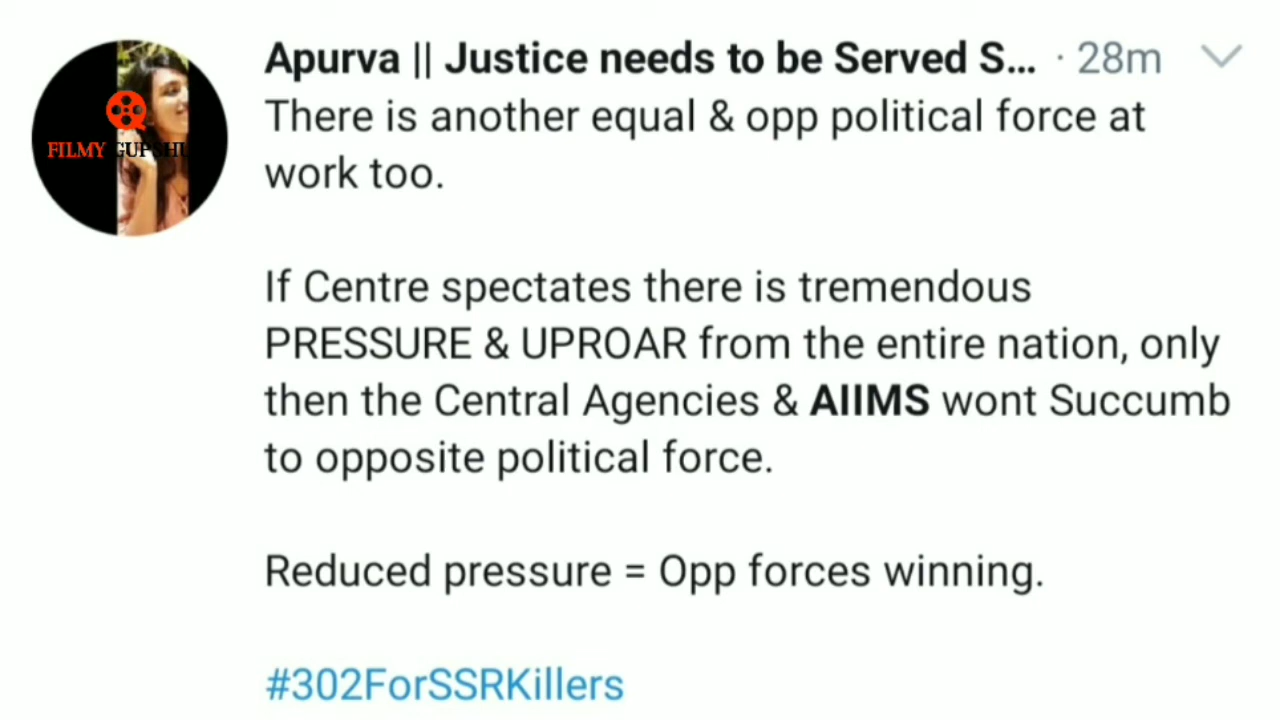 Apurva || Justice needs to be Served S... · 28m
There is another equal & opp political force at
work too.
If Centre spectates there is tremendous
PRESSURE & UPROAR from the entire nation, only
then the Central Agencies & AIIMS wont Succumb
to opposite political force.
Reduced pressure = Opp forces winning.
#302ForSSRKillers
FILMY GUPSHU